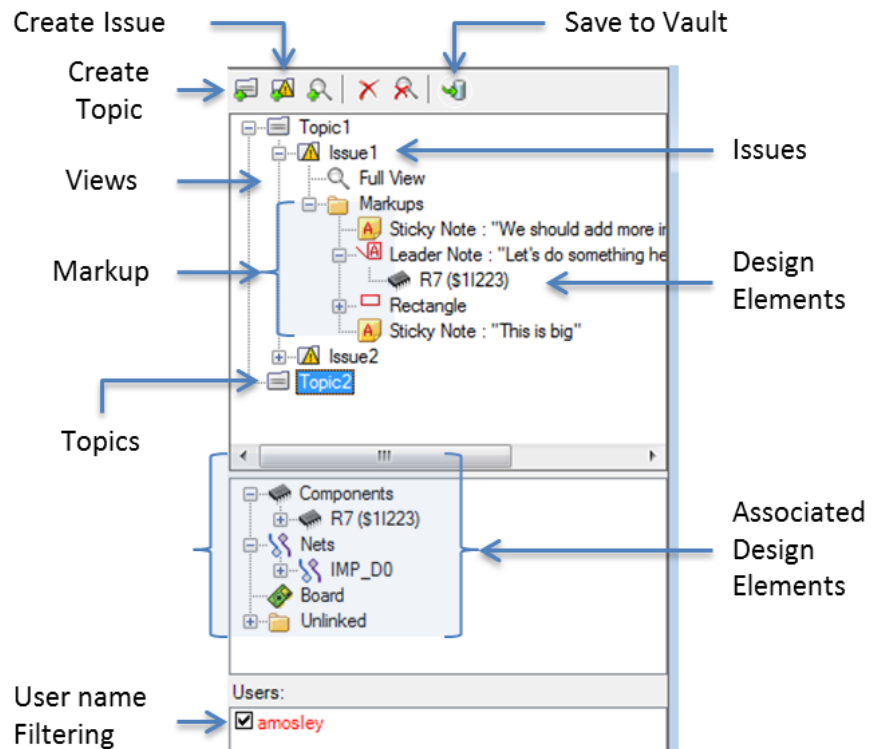 Create Issue
Save to Vault
Create
Topic
Topic1
Issue1
Issues
Full View
Views
Markups
Sticky Note : "We should add more in
Leader Note : "Let's do something he
Markup
R7 ($1I223)
Design
Elements
Rectangle
Sticky Note : "This is big"
Issue2
Topic2
Topics
Components
R7 ($1I223)
Nets
IMP_D0
Board
Unlinked
Associated
Design
Elements
Users:
User name
Filtering
amosley